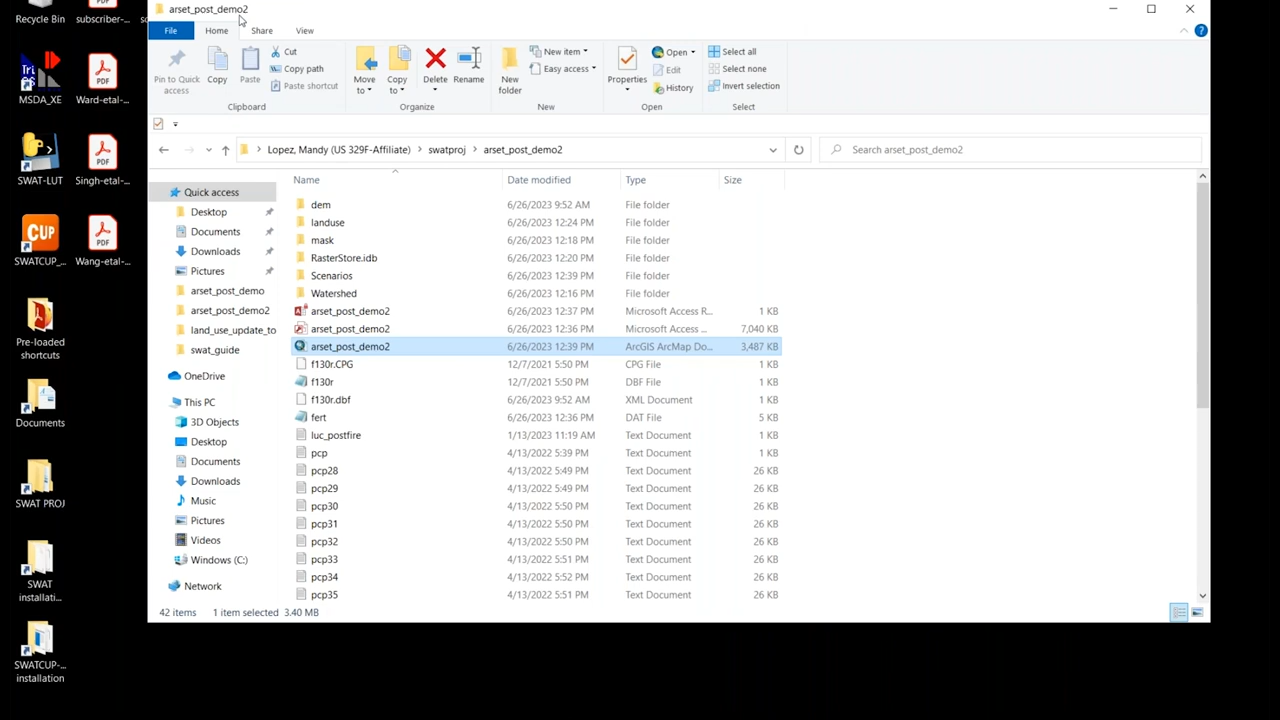 arset_post_demo2
File Home Share View
Pin to Quick access
Copy
Paste
Cut
Copy path
Paste shortcut
Clipboard
Move to
Copy to
Delete
Rename
Organize
New folder
New item
Easy access
New
Properties
Open
Edit
History
Open
Select all
Select none
Invert selection
Select
Lopez, Mandy (US 329F-Affiliate) > swatproj > arset_post_demo2
Search arset_post_demo2
Name Date modified Type Size
dem 6/26/2023 9:52 AM File folder
landuse 6/26/2023 12:24 PM File folder
mask 6/26/2023 12:18 PM File folder
RasterStore.idb 6/26/2023 12:20 PM File folder
Scenarios 6/26/2023 12:39 PM File folder
Watershed 6/26/2023 12:16 PM File folder
arset_post_demo2 6/26/2023 12:37 PM Microsoft Access R... 1 KB
arset_post_demo2 6/26/2023 12:36 PM Microsoft Access ... 7,040 KB
arset_post_demo2 6/26/2023 12:39 PM ArcGIS ArcMap Do... 3,487 KB
f130r.CPG 12/7/2021 5:50 PM CPG File 1 KB
f130r 12/7/2021 5:50 PM DBF File 1 KB
f130r.dbf 6/26/2023 9:52 AM XML Document 1 KB
fert 6/26/2023 12:36 PM DAT File 5 KB
luc_postfire 1/13/2023 11:19 AM Text Document 1 KB
pcp 4/13/2022 5:39 PM Text Document 1 KB
pcp28 4/13/2022 5:49 PM Text Document 26 KB
pcp29 4/13/2022 5:49 PM Text Document 26 KB
pcp30 4/13/2022 5:50 PM Text Document 26 KB
pcp31 4/13/2022 5:50 PM Text Document 26 KB
pcp32 4/13/2022 5:50 PM Text Document 26 KB
pcp33 4/13/2022 5:51 PM Text Document 26 KB
pcp34 4/13/2022 5:52 PM Text Document 26 KB
pcp35 4/13/2022 5:51 PM Text Document 26 KB
Quick access
Desktop
Documents
Downloads
Pictures
arset_post_demo
arset_post_demo2
land_use_update_to
swat_guide
OneDrive
This PC
3D Objects
Desktop
Documents
Downloads
Music
Pictures
Videos
Windows (C:)
Network
42 items 1 item selected 3.40 MB
Recycle Bin
subscriber-...
MSDA_XE
Ward-etal-...
SWAT-LUT
Singh-etal-...
CUP
SWATCUP_...
Wang-etal-...
Pre-loaded
shortcuts
Documents
SWAT PROJ
SWAT
installati...
SWATCUP-...
installation